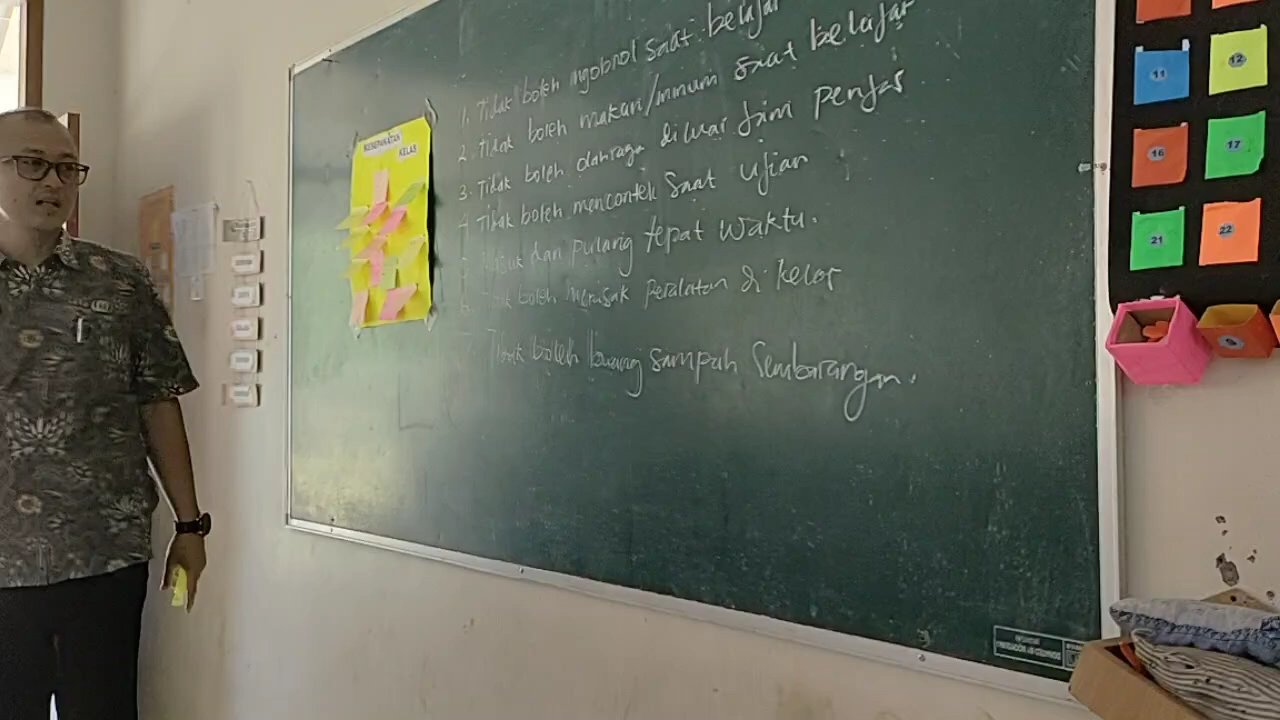 KESEPAKATAN
KELAS
1. Tidak boleh ngobrol saat belajar
2. Tidak boleh makan/minum saat belajar
3. Tidak boleh olahraga diluar jam penjas
4. Tidak boleh mencontek saat ujian
dan pulang tepat waktu.
boleh merusak peralatan di kelas
Tidak boleh buang sampah sembarangan.
11
12
16
17
21
22